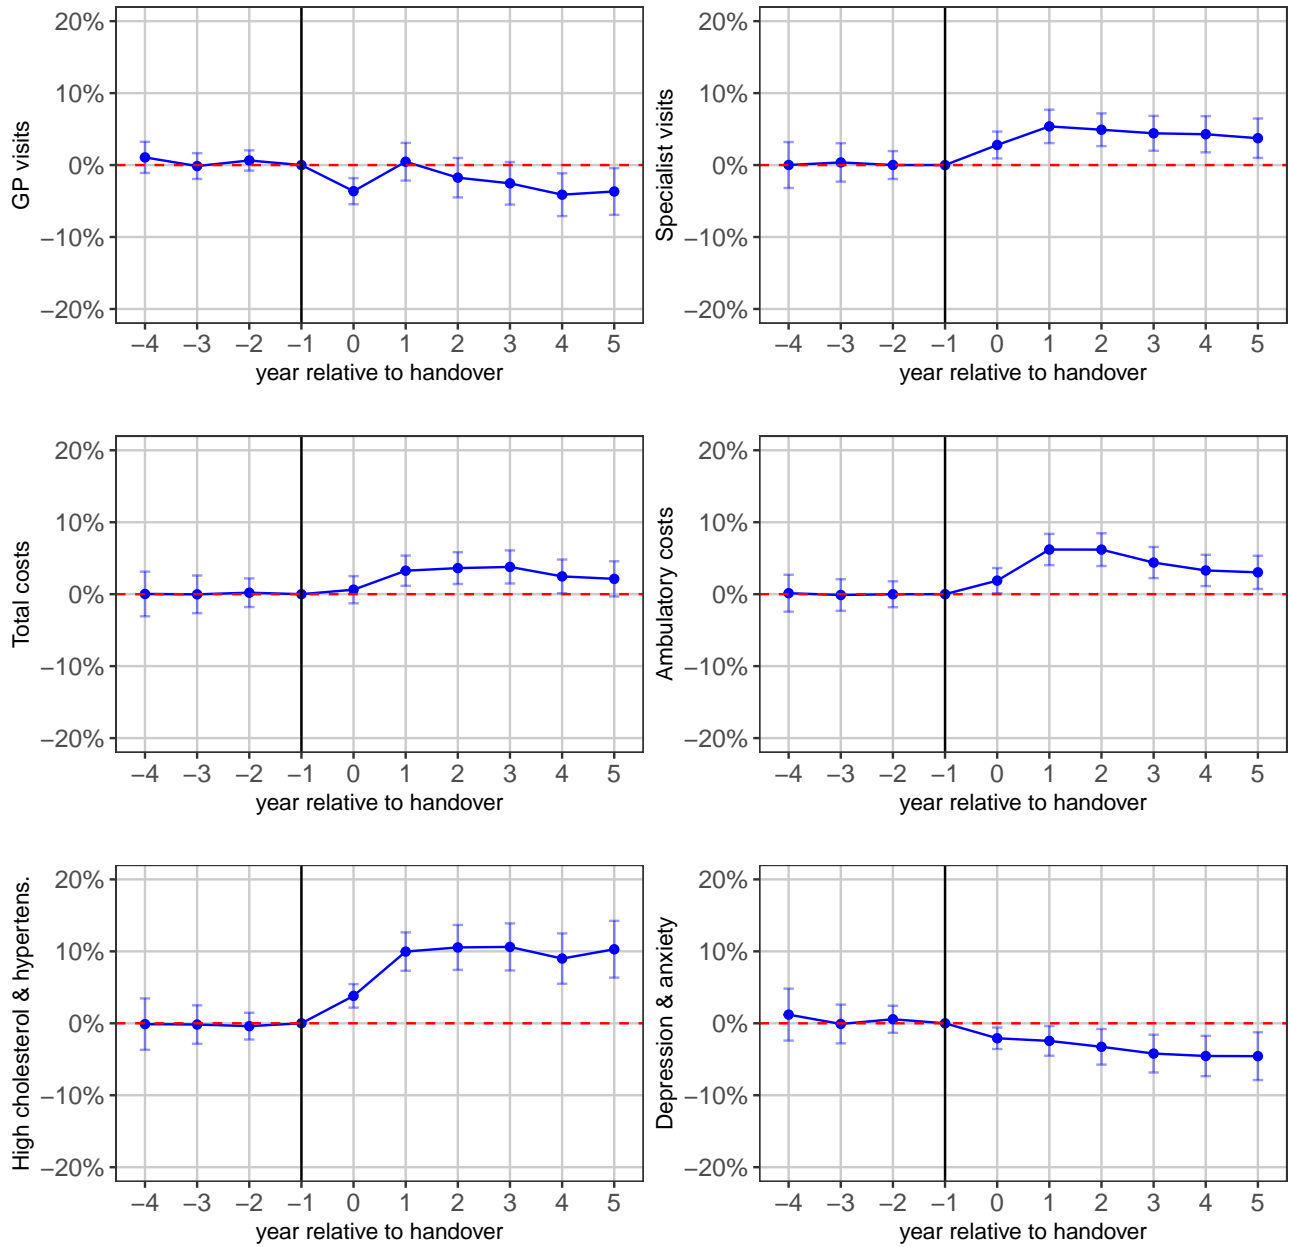 GP visits
20%
10%
0%
−10%
−20%
−4 −3 −2 −1 0 1 2 3 4 5
year relative to handover
Specialist visits
20%
10%
0%
−10%
−20%
−4 −3 −2 −1 0 1 2 3 4 5
year relative to handover
Total costs
20%
10%
0%
−10%
−20%
−4 −3 −2 −1 0 1 2 3 4 5
year relative to handover
Ambulatory costs
20%
10%
0%
−10%
−20%
−4 −3 −2 −1 0 1 2 3 4 5
year relative to handover
High cholesterol & hypertens.
20%
10%
0%
−10%
−20%
−4 −3 −2 −1 0 1 2 3 4 5
year relative to handover
Depression & anxiety
20%
10%
0%
−10%
−20%
−4 −3 −2 −1 0 1 2 3 4 5
year relative to handover